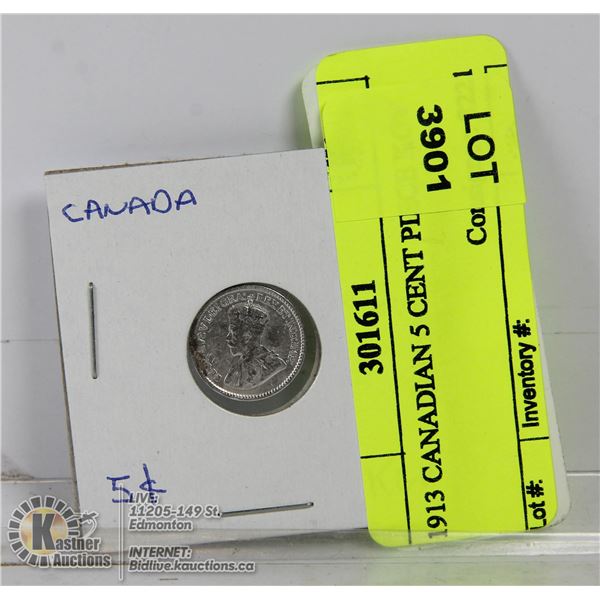 CANADA
5¢
LOT
3901
301611
1913 CANADIAN 5 CENT
Inventory #:
Lot #:
Kastner
Auctions
LIVE:
11205-149 St.
Edmonton
INTERNET:
Bidlive.kauctions.ca